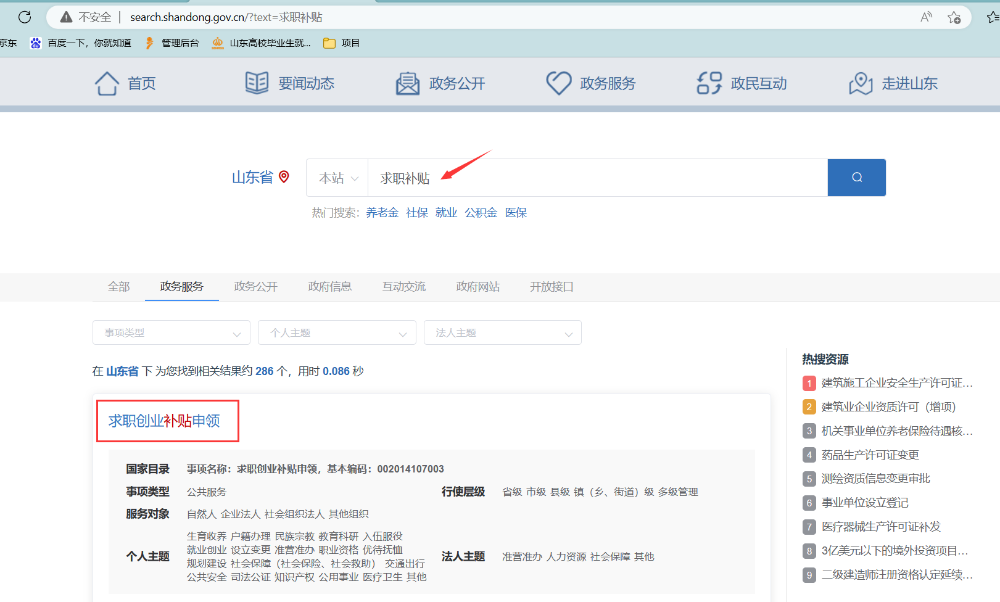 不安全 search.shandong.gov.cn/?text=求职补贴
京东 百度一下，你就知道 管理后台 山东高校毕业生就... 项目
首页 要闻动态 政务公开 政务服务 政民互动 走进山东
山东省 本站 求职补贴
热门搜索： 养老金 社保 就业 公积金 医保
全部 政务服务 政务公开 政府信息 互动交流 政府网站 开放接口
事项类型 个人主题 法人主题
在 山东省 下 为您找到相关结果约 286 个，用时 0.086 秒
求职创业补贴申领
国家目录 事项名称：求职创业补贴申领，基本编码：002014107003
事项类型 公共服务 行使层级 省级 市级 县级 镇（乡、街道）级 多级管理
服务对象 自然人 企业法人 社会组织法人 其他组织
个人主题 生育收养 户籍办理 民族宗教 教育科研 入伍服役
就业创业 设立变更 准营准办 职业资格 优待抚恤
规划建设 社会保障（社会保险、社会救助） 交通出行
公共安全 司法公证 知识产权 公用事业 医疗卫生 其他
法人主题 准营准办 人力资源 社会保障 其他
热搜资源
1 建筑施工企业安全生产许可证...
2 建筑业企业资质许可（增项）
3 机关事业单位养老保险待遇核...
4 药品生产许可证变更
5 测绘资质信息变更审批
6 事业单位设立登记
7 医疗器械生产许可证补发
8 3亿美元以下的境外投资项目...
9 二级建造师注册资格认定延续...